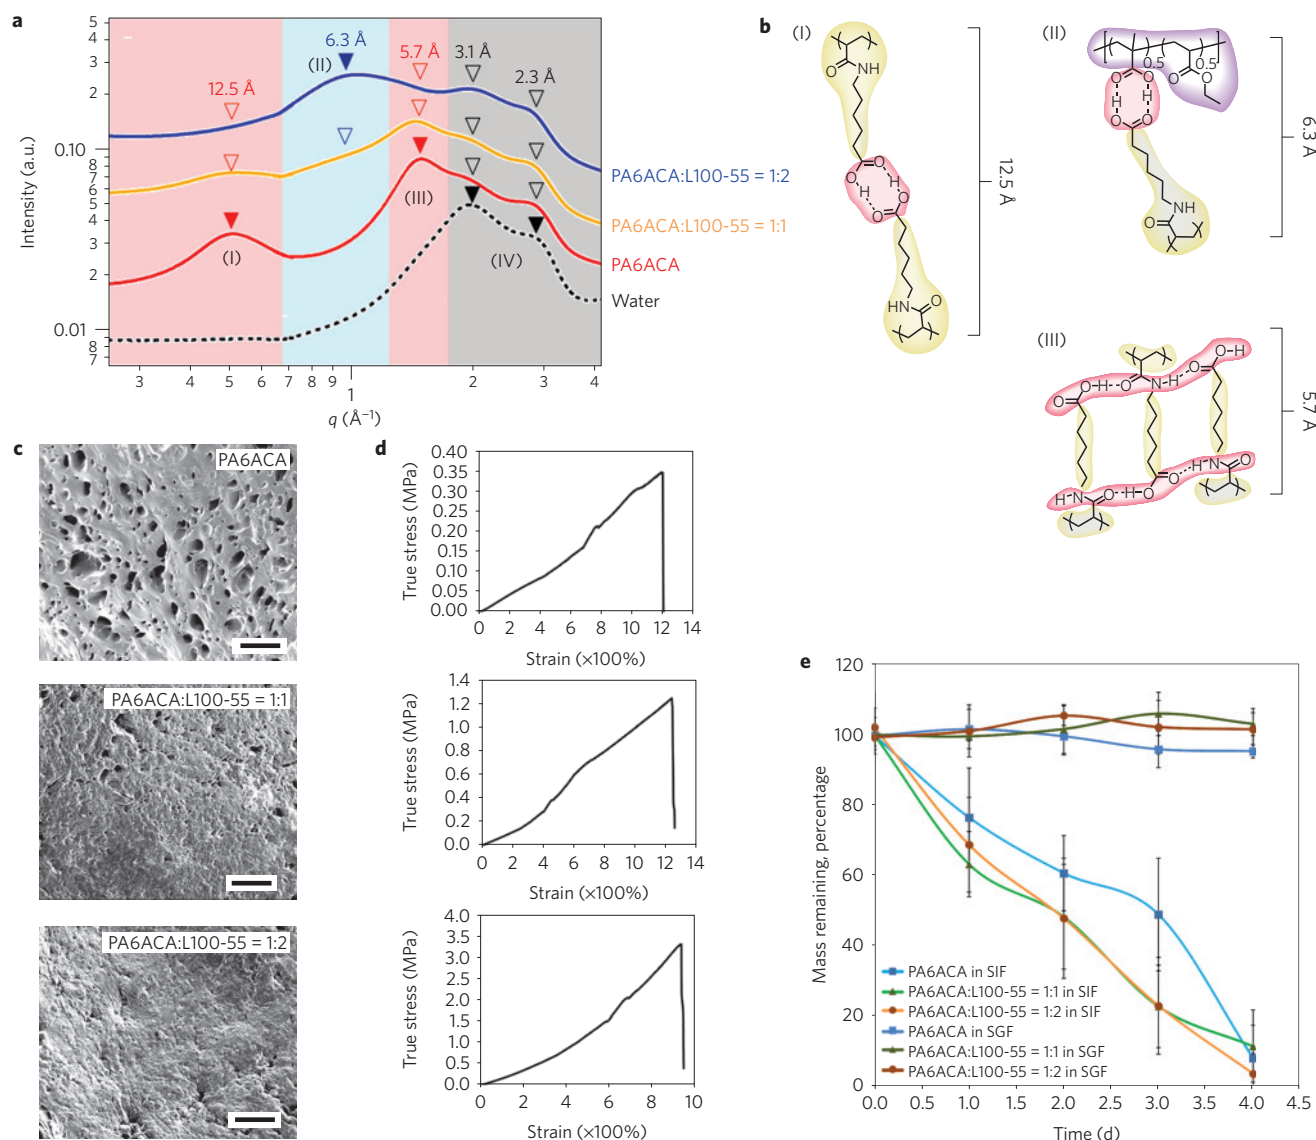 a
Intensity (a.u.)
5
4
3
2
0.10
8
7
6
5
4
3
2
0.01
8
7
12.5 Å
(II)
6.3 Å
5.7 Å
3.1 Å
2.3 Å
(I)
(III)
(IV)
PA6ACA:L100-55 = 1:2
PA6ACA:L100-55 = 1:1
PA6ACA
Water
3 4 5 6 7 8 9 1 2 3 4
q (Å⁻¹)
b
(I)
O
NH
O O
H H
O O
HN O
12.5 Å
(II)
0.5 0.5
O O O O
H H
O O
NH
O
6.3 Å
(III)
O O-H O N-H O O-H
H-N O H-O O H-N O
5.7 Å
c
PA6ACA
PA6ACA:L100-55 = 1:1
PA6ACA:L100-55 = 1:2
d
True stress (MPa)
0.40
0.35
0.30
0.25
0.20
0.15
0.10
0.05
0.00
0 2 4 6 8 10 12 14
Strain (×100%)
True stress (MPa)
1.4
1.2
1.0
0.8
0.6
0.4
0.2
0.0
0 2 4 6 8 10 12 14
Strain (×100%)
True stress (MPa)
4.0
3.5
3.0
2.5
2.0
1.5
1.0
0.5
0.0
0 2 4 6 8 10
Strain (×100%)
e
Mass remaining, percentage
120
100
80
60
40
20
0
PA6ACA in SIF
PA6ACA:L100-55 = 1:1 in SIF
PA6ACA:L100-55 = 1:2 in SIF
PA6ACA in SGF
PA6ACA:L100-55 = 1:1 in SGF
PA6ACA:L100-55 = 1:2 in SGF
0.0 0.5 1.0 1.5 2.0 2.5 3.0 3.5 4.0 4.5
Time (d)